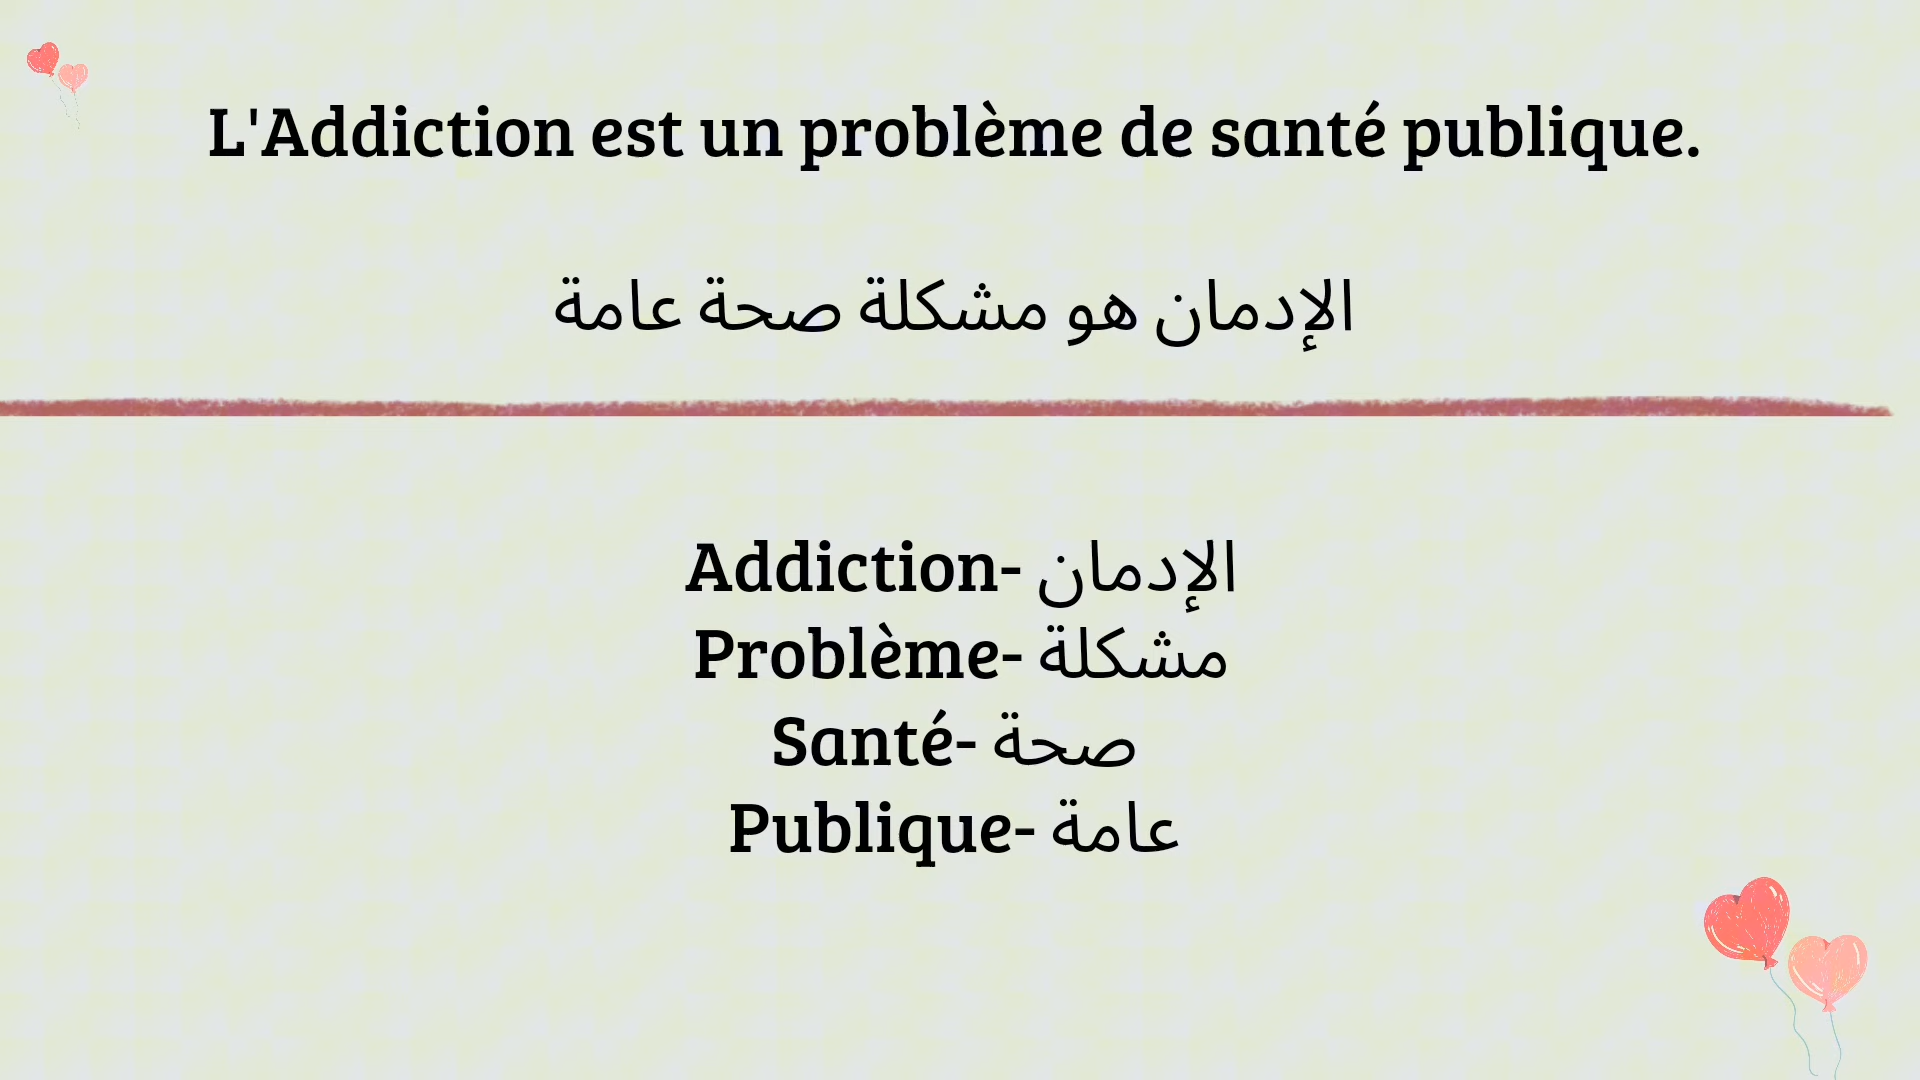 L'Addiction est un problème de santé publique.
الإدمان هو مشكلة صحة عامة
Addiction- الإدمان
Problème- مشكلة
Santé- صحة
Publique- عامة